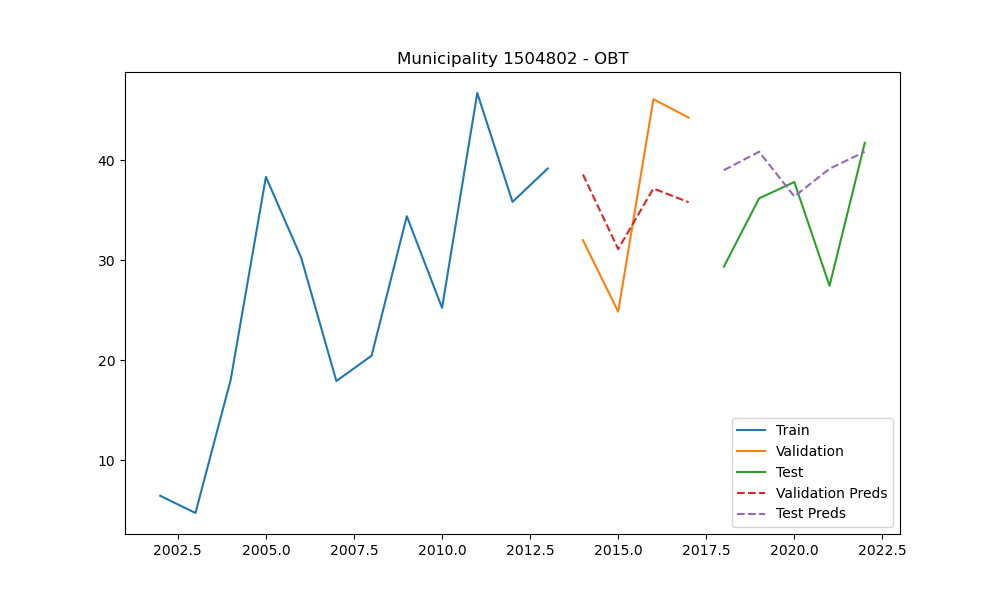 Municipality 1504802 - OBT
40
30
20
10
2002.5 2005.0 2007.5 2010.0 2012.5 2015.0 2017.5 2020.0 2022.5
Train
Validation
Test
Validation Preds
Test Preds